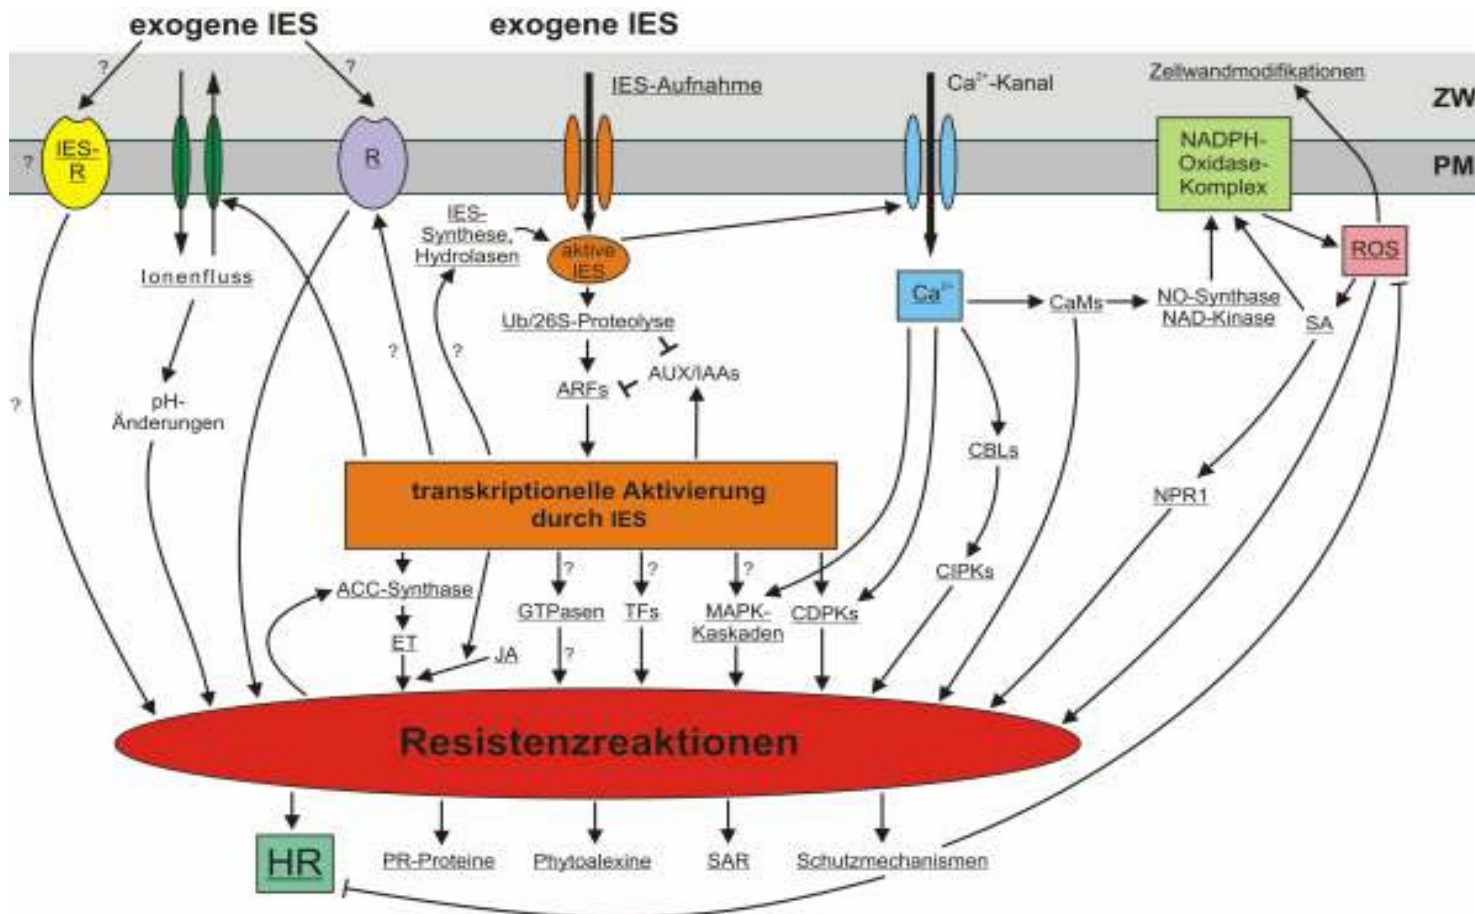 exogene IES
exogene IES
?
?
IES-Aufnahme
Ca²⁺-Kanal
Zellwandmodifikationen
ZW
?
IES-
R
R
NADPH-
Oxidase-
Komplex
PM
IES-
Synthese,
Hydrolasen
aktive
IES
ROS
Ionenfluss
Ca²⁺
CaMs
NO-Synthase
NAD-Kinase
SA
Ub/26S-Proteolyse
?
?
AUX/IAAs
ARFs
?
pH-
Änderungen
CBLs
transkriptionelle Aktivierung
durch IES
NPR1
?
?
?
CIPKs
ACC-Synthase
GTPasen
TFs
MAPK-
Kaskaden
CDPKs
ET
JA
?
Resistenzreaktionen
HR
PR-Proteine
Phytoalexine
SAR
Schutzmechanismen